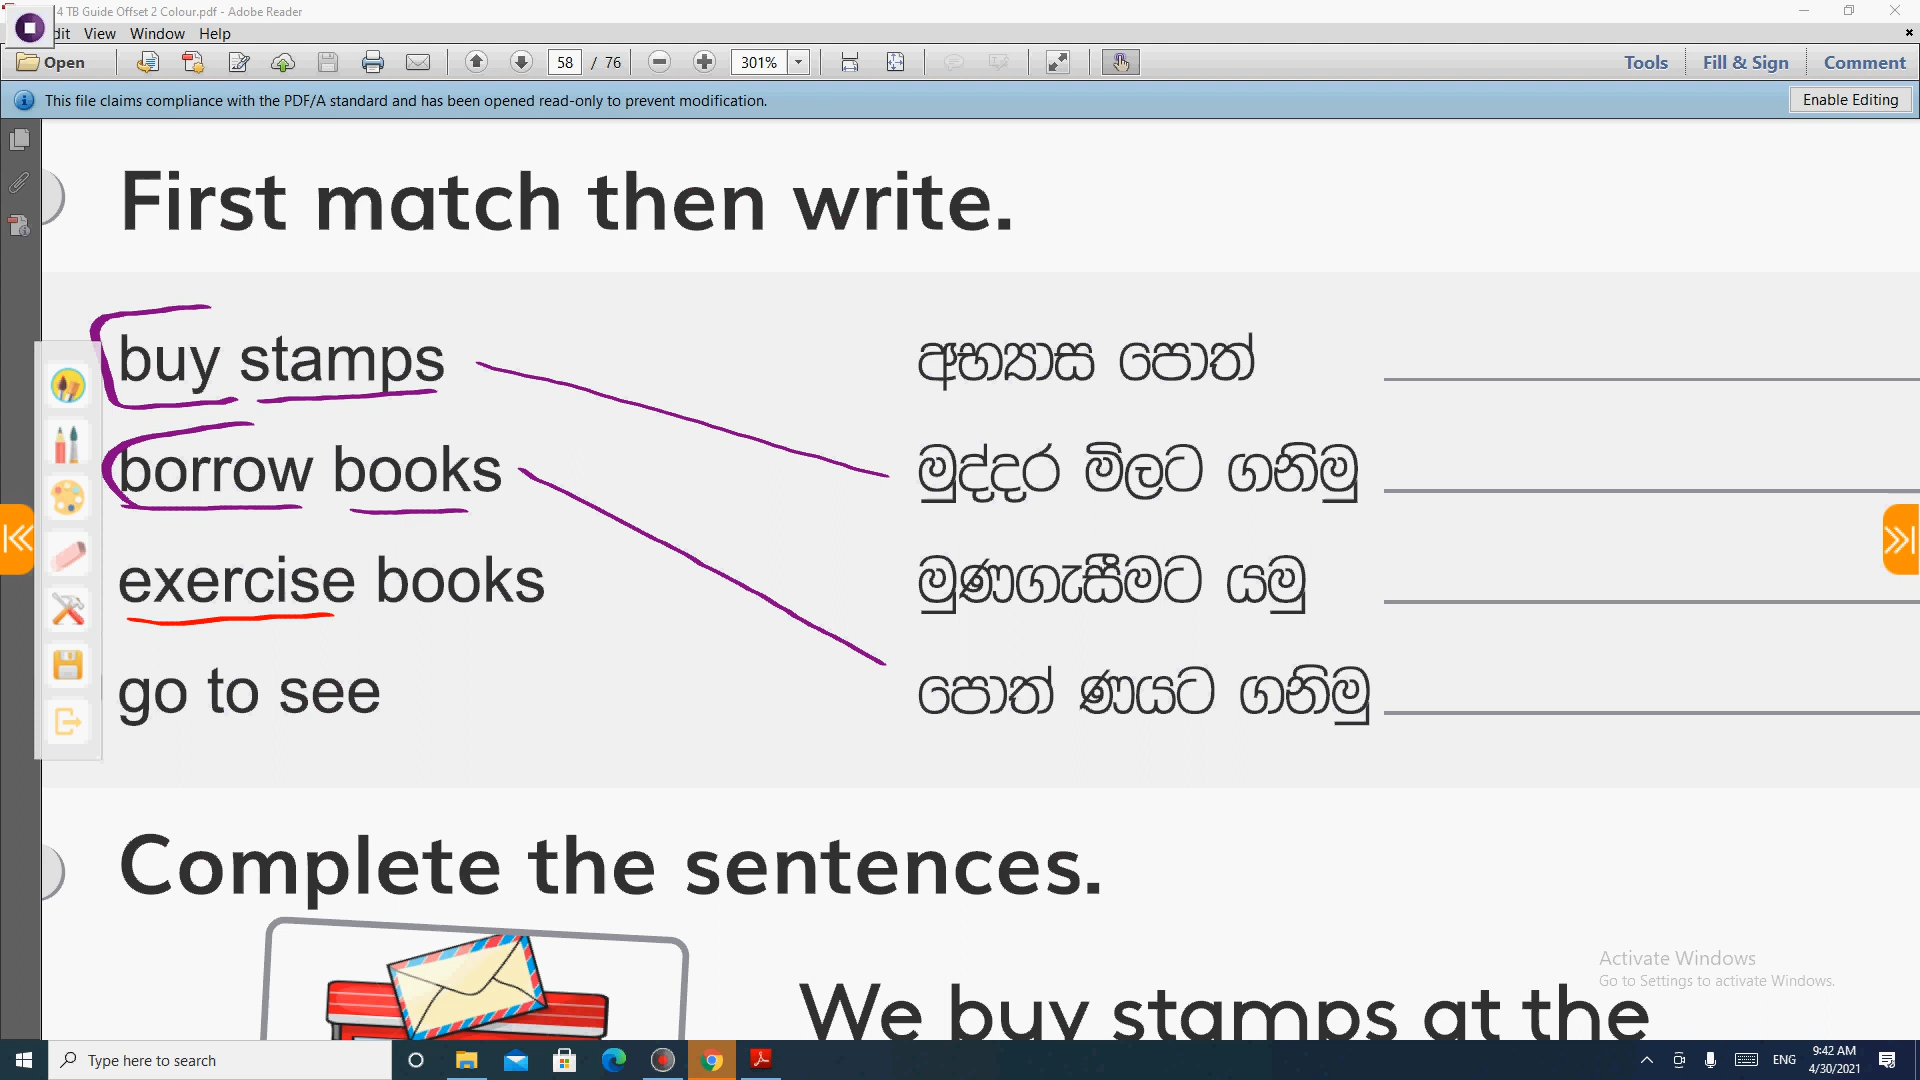 4 TB Guide Offset 2 Colour.pdf - Adobe Reader
dit View Window Help
Open 58 / 76 301% Tools Fill & Sign Comment
This file claims compliance with the PDF/A standard and has been opened read-only to prevent modification. Enable Editing
First match then write.
buy stamps අභ්‍යාස පොත්
borrow books මුද්දර මිලට ගනිමු
exercise books මුණගැසීමට යමු
go to see පොත් ණයට ගනිමු
Complete the sentences.
We buy stamps at the
Activate Windows
Go to Settings to activate Windows.
Type here to search ENG 9:42 AM
4/30/2021